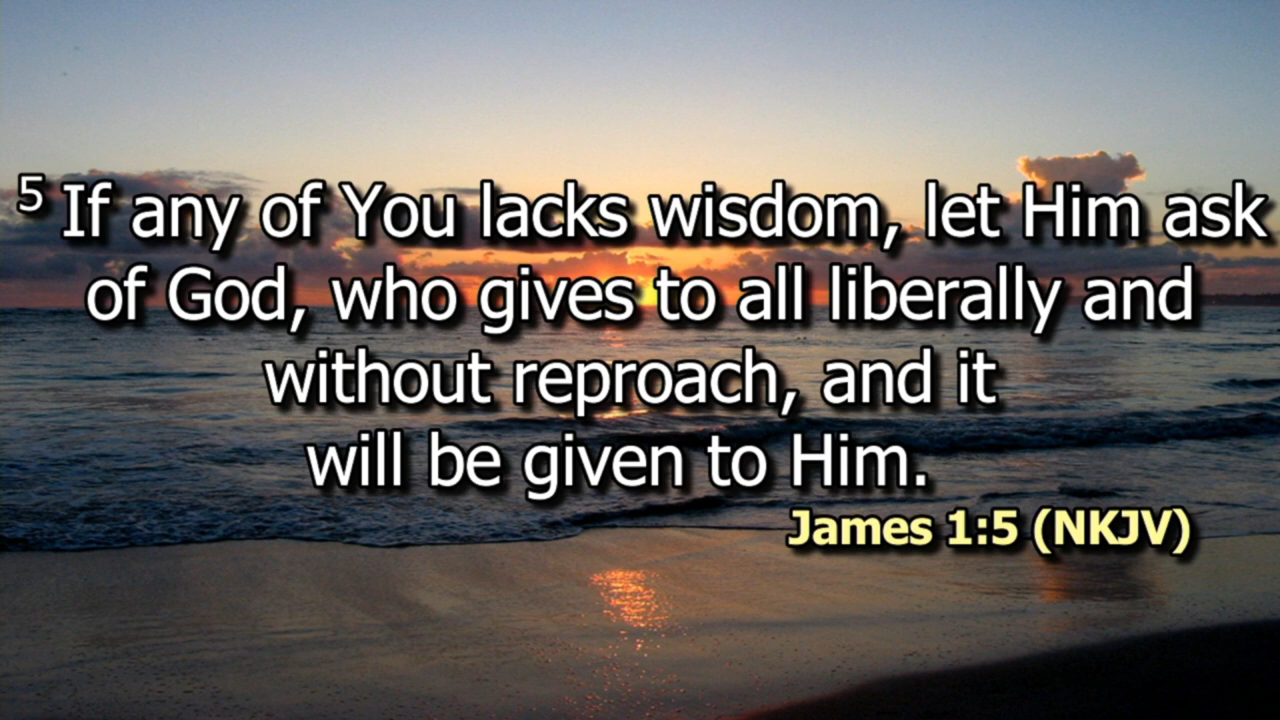 5 If any of You lacks wisdom, let Him ask
of God, who gives to all liberally and
without reproach, and it
will be given to Him.
James 1:5 (NKJV)